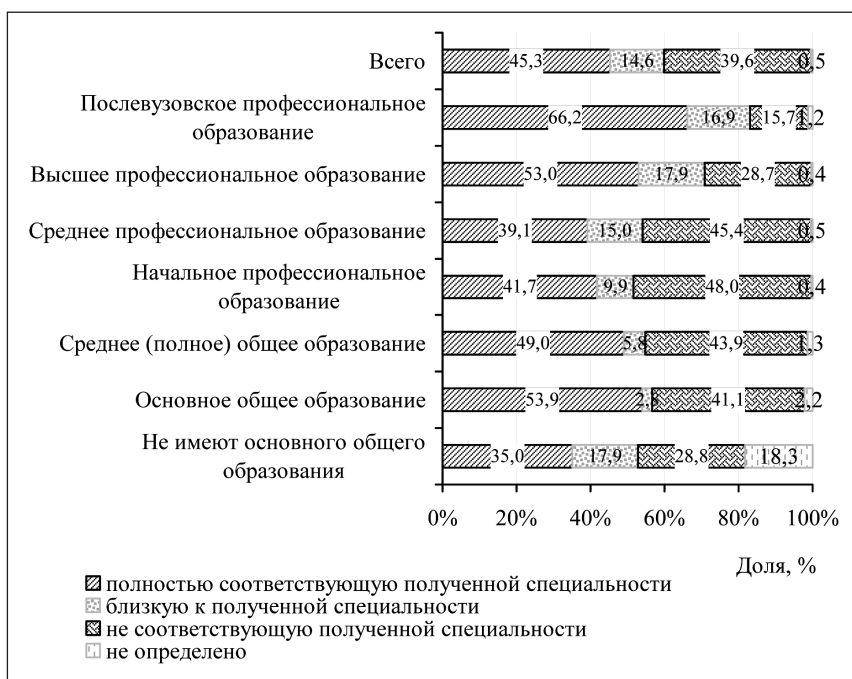 Всего
45,3 14,6 39,6 0,5
Послевузовское профессиональное
образование
66,2 16,9 15,7 1,2
Высшее профессиональное образование
53,0 17,9 28,7 0,4
Среднее профессиональное образование
39,1 15,0 45,4 0,5
Начальное профессиональное
образование
41,7 9,9 48,0 0,4
Среднее (полное) общее образование
49,0 5,8 43,9 1,3
Основное общее образование
53,9 2,8 41,1 2,2
Не имеют основного общего
образования
35,0 17,9 28,8 18,3
0% 20% 40% 60% 80% 100%
Доля, %
полностью соответствующую полученной специальности
близкую к полученной специальности
не соответствующую полученной специальности
не определено